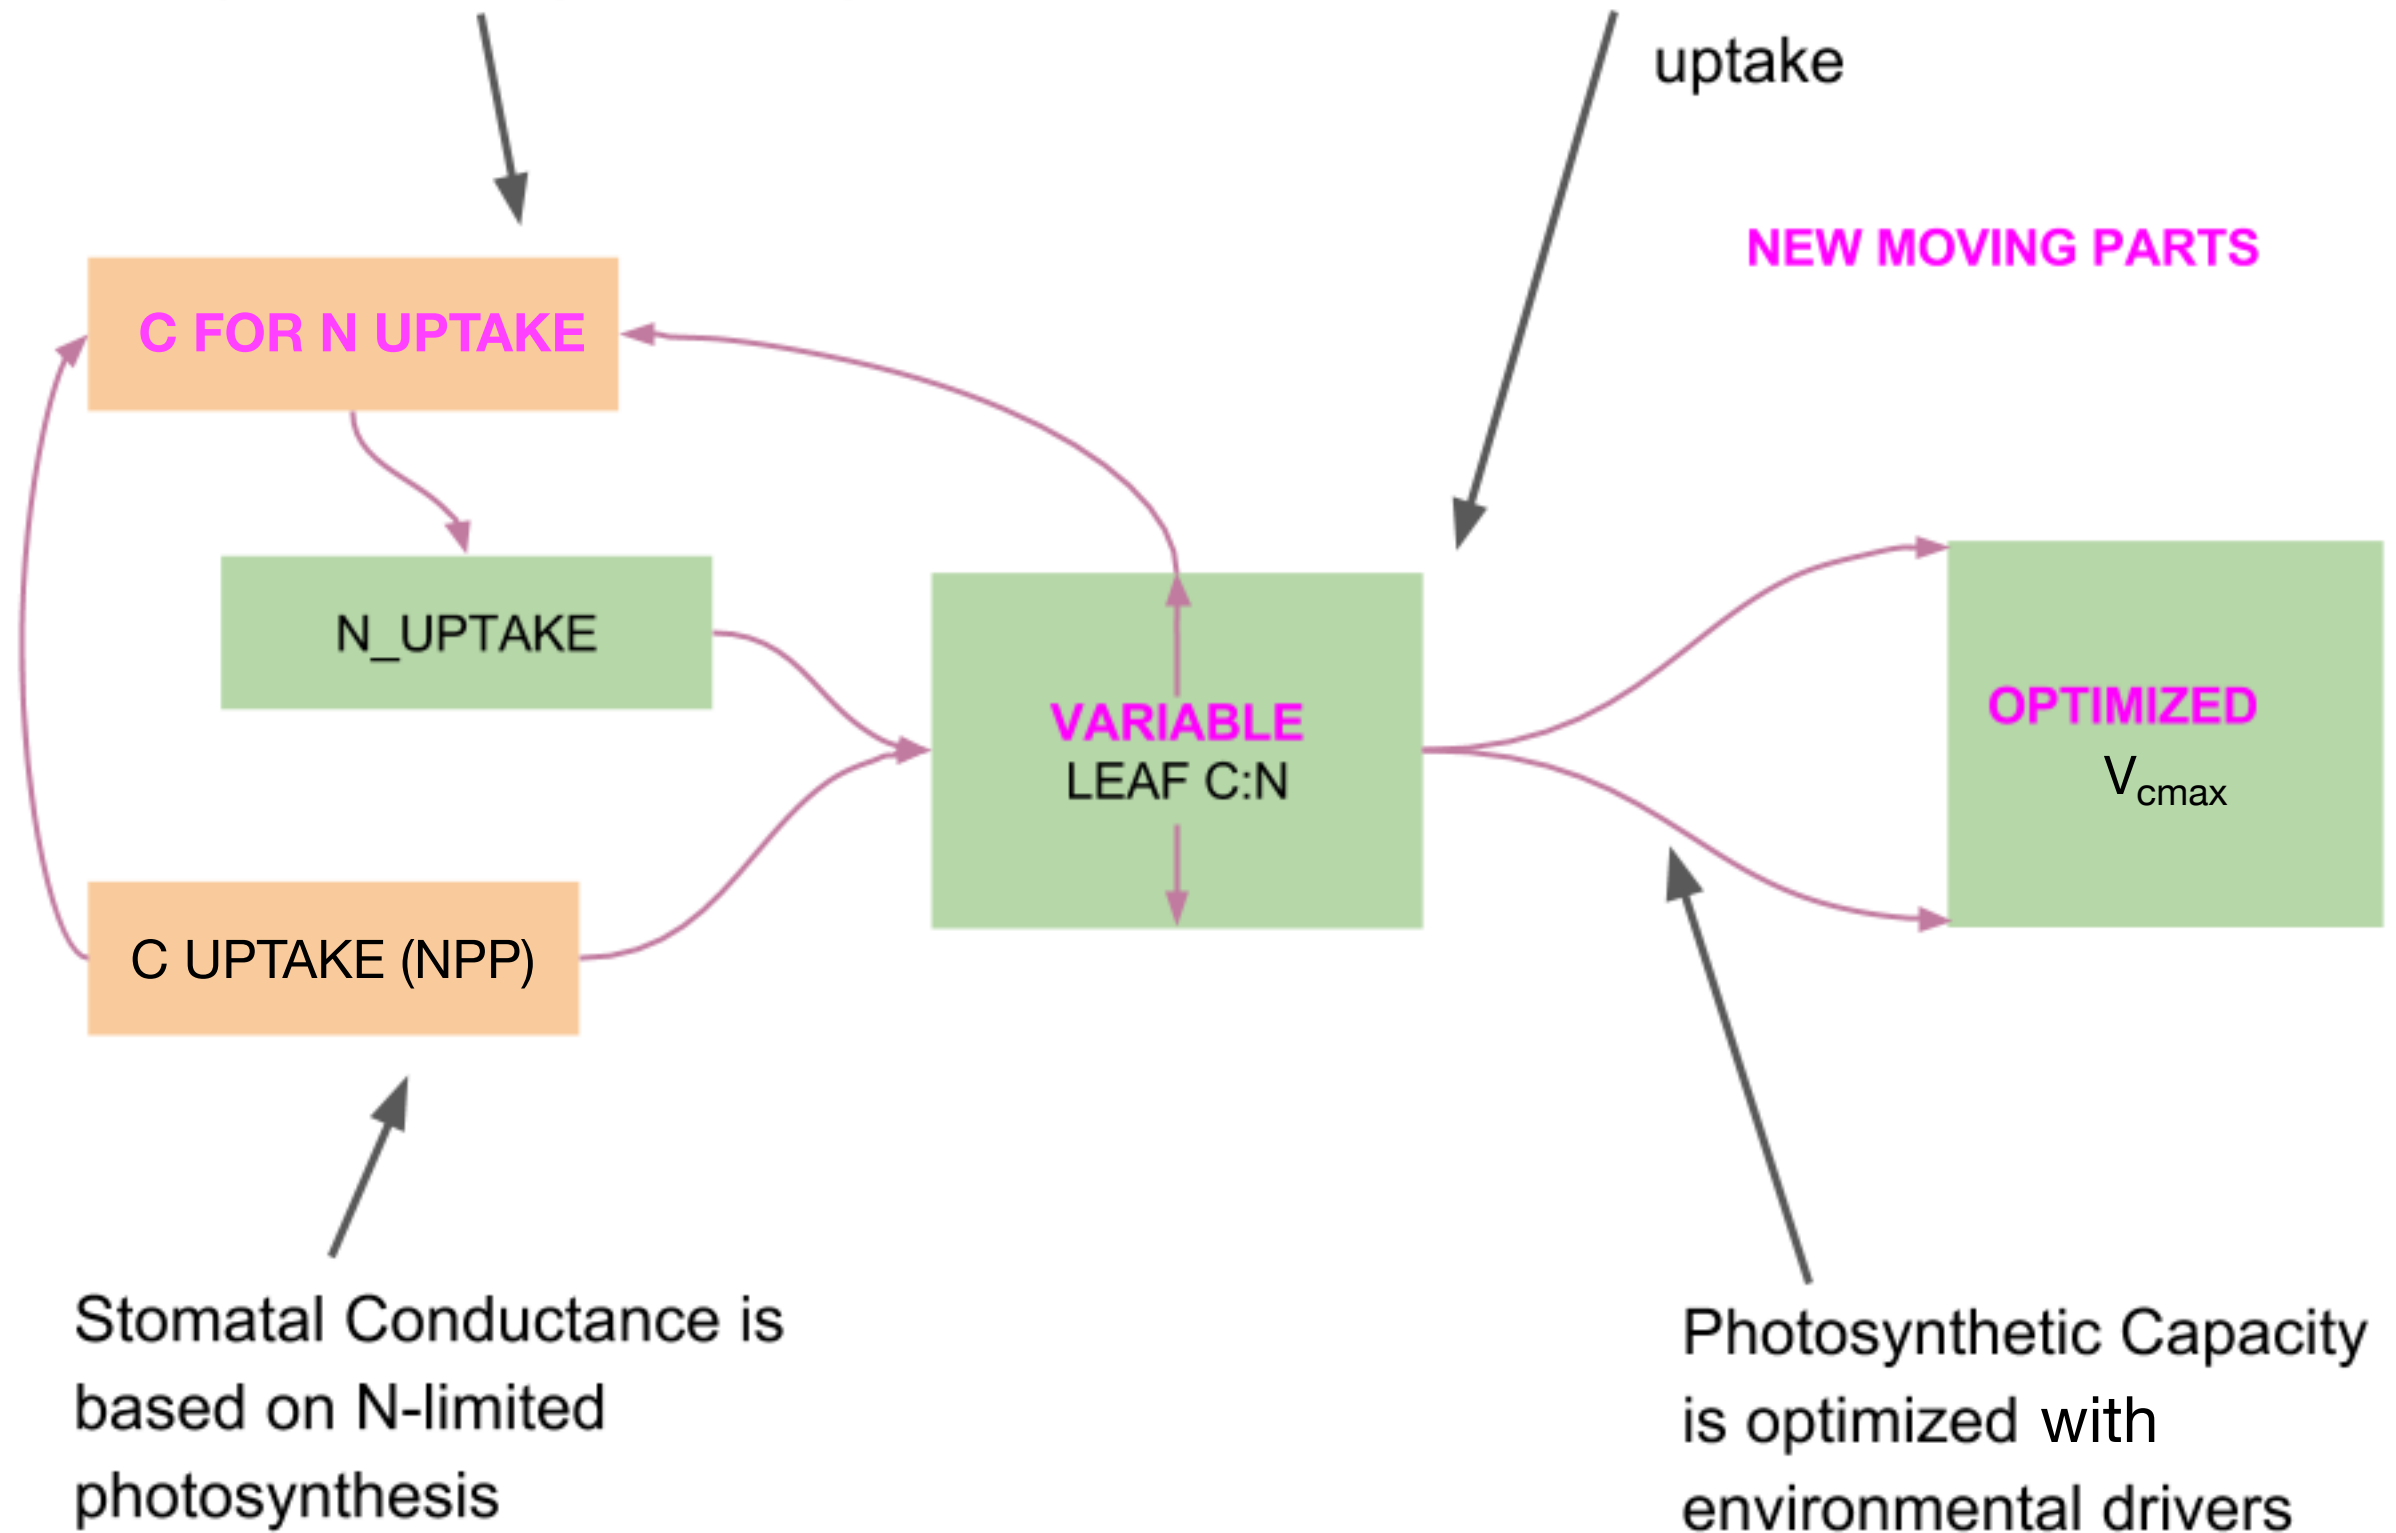 uptake
NEW MOVING PARTS
C FOR N UPTAKE
N_UPTAKE
VARIABLE
LEAF C:N
OPTIMIZED
Vcmax
C UPTAKE (NPP)
Stomatal Conductance is
based on N-limited
photosynthesis
Photosynthetic Capacity
is optimized with
environmental drivers